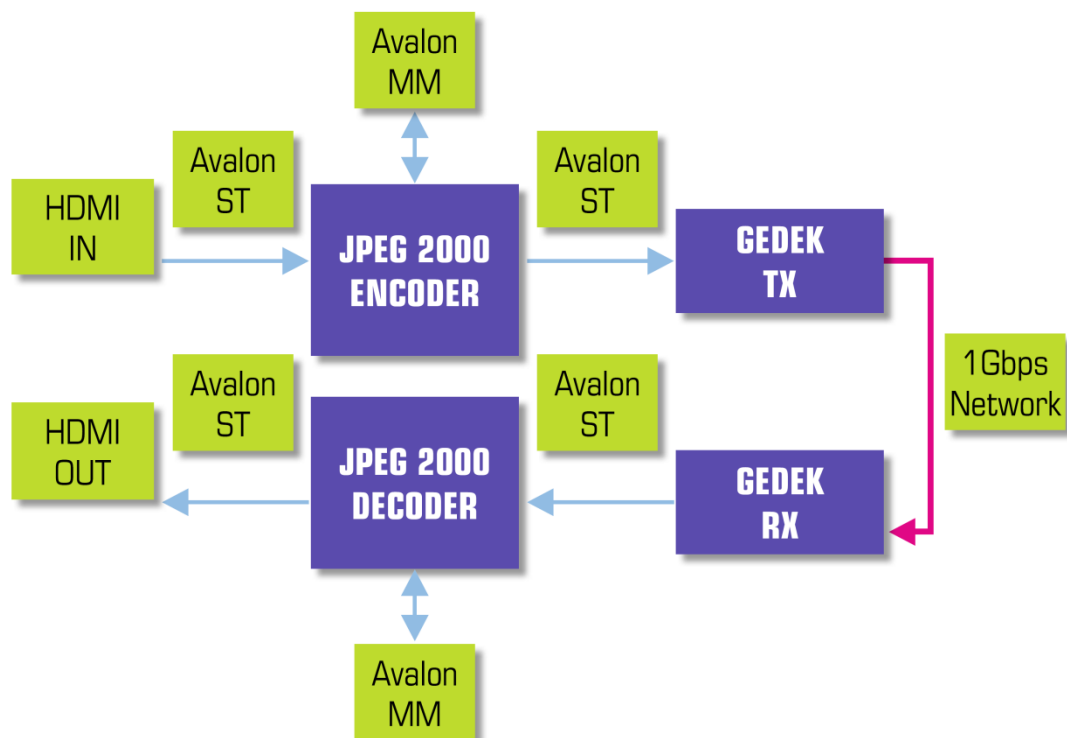 Avalon
MM
Avalon
ST
Avalon
ST
HDMI
IN
JPEG 2000
ENCODER
GEDEK
TX
1Gbps
Network
Avalon
ST
Avalon
ST
HDMI
OUT
JPEG 2000
DECODER
GEDEK
RX
Avalon
MM